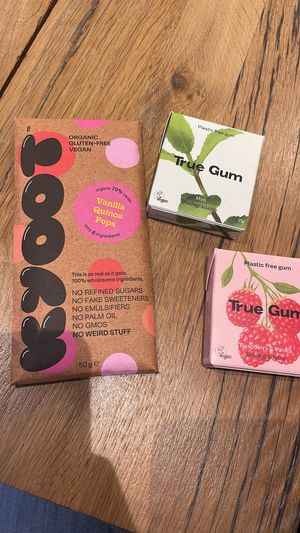 ORGANIC
GLUTEN-FREE
VEGAN
organic 70% cacao
Vanilla
Quinoa
Pops
only 6 ingredients
This is as real as it gets.
100% wholesome ingredients.
NO REFINED SUGARS
NO FAKE SWEETENERS
NO EMULSIFIERS
NO PALM OIL
NO GMOS
NO WEIRD STUFF
50 g
Plastic free gum
True Gum
Mint
vegan
Plastic free gum
True Gum
Raspberry & Vanilla
vegan